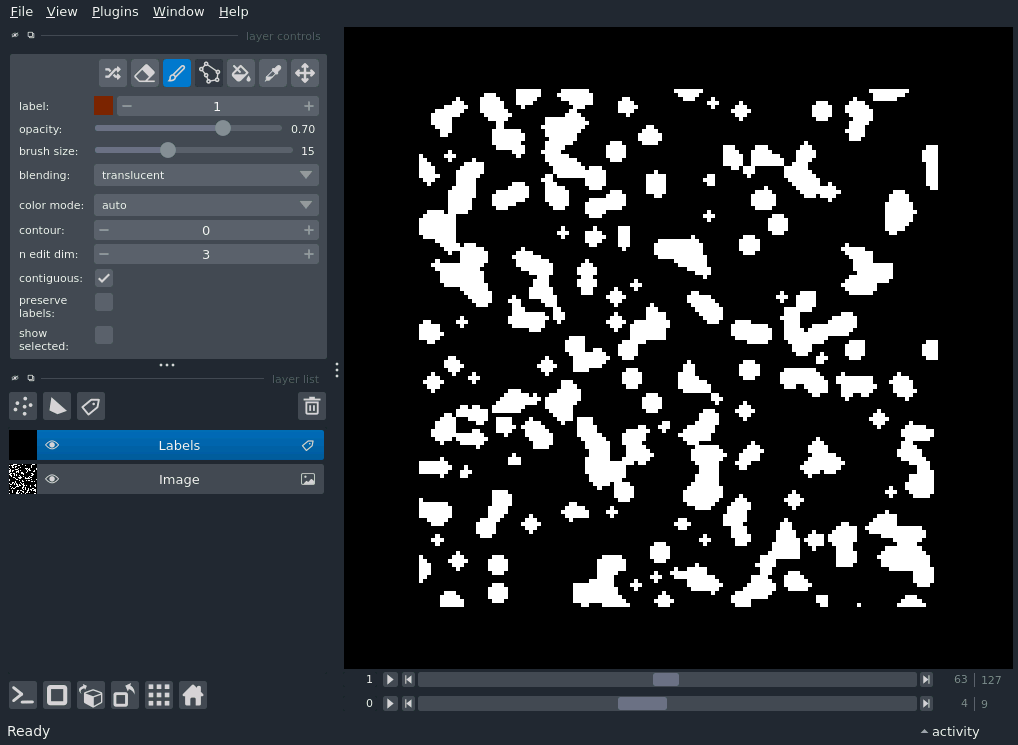 File View Plugins Window Help
layer controls
label: 1
opacity: 0.70
brush size: 15
blending: translucent
color mode: auto
contour: 0
n edit dim: 3
contiguous:
preserve
labels:
show
selected:
layer list
Labels
Image
1 63 127
0 4 9
Ready activity